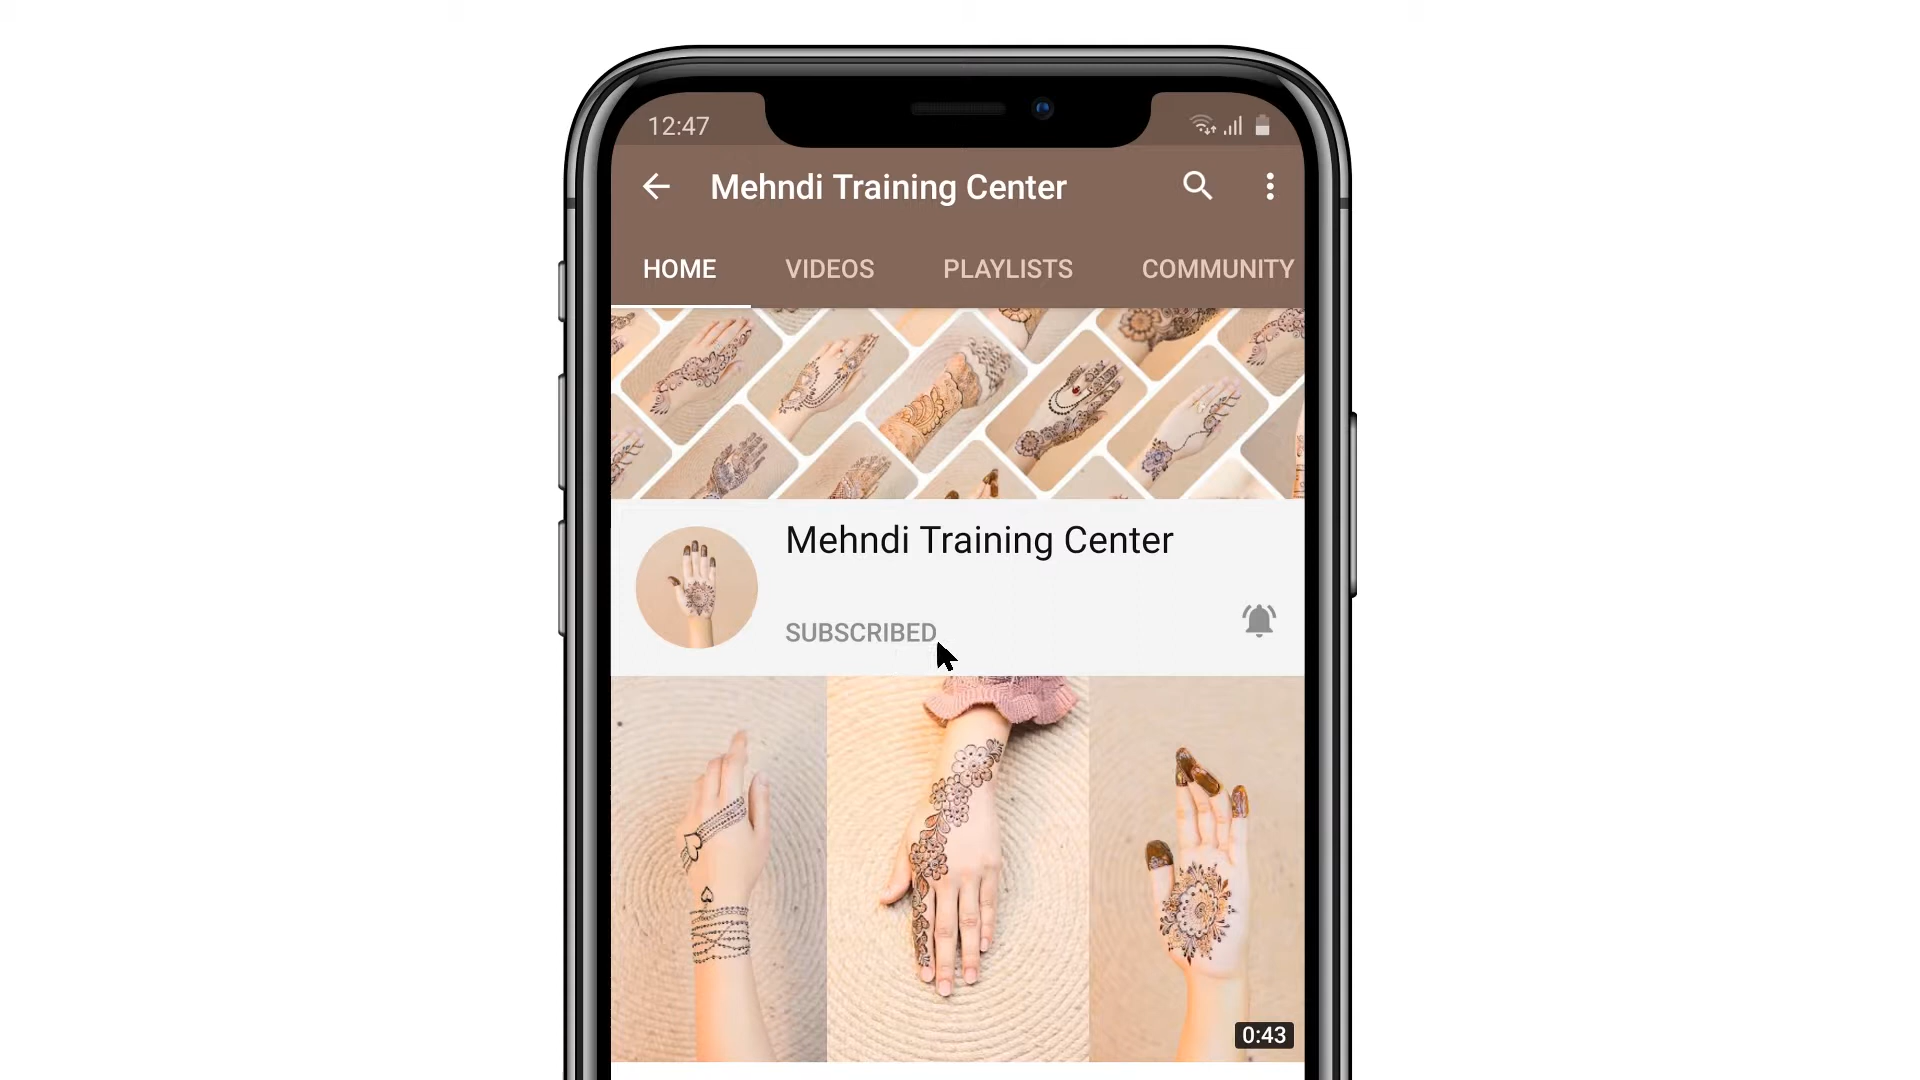 12:47
Mehndi Training Center
HOME VIDEOS PLAYLISTS COMMUNITY
Mehndi Training Center
SUBSCRIBED
0:43